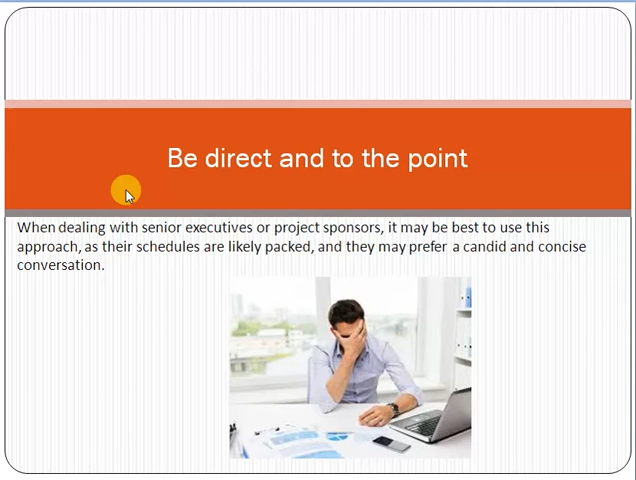 Be direct and to the point
When dealing with senior executives or project sponsors, it may be best to use this
approach, as their schedules are likely packed, and they may prefer a candid and concise
conversation.